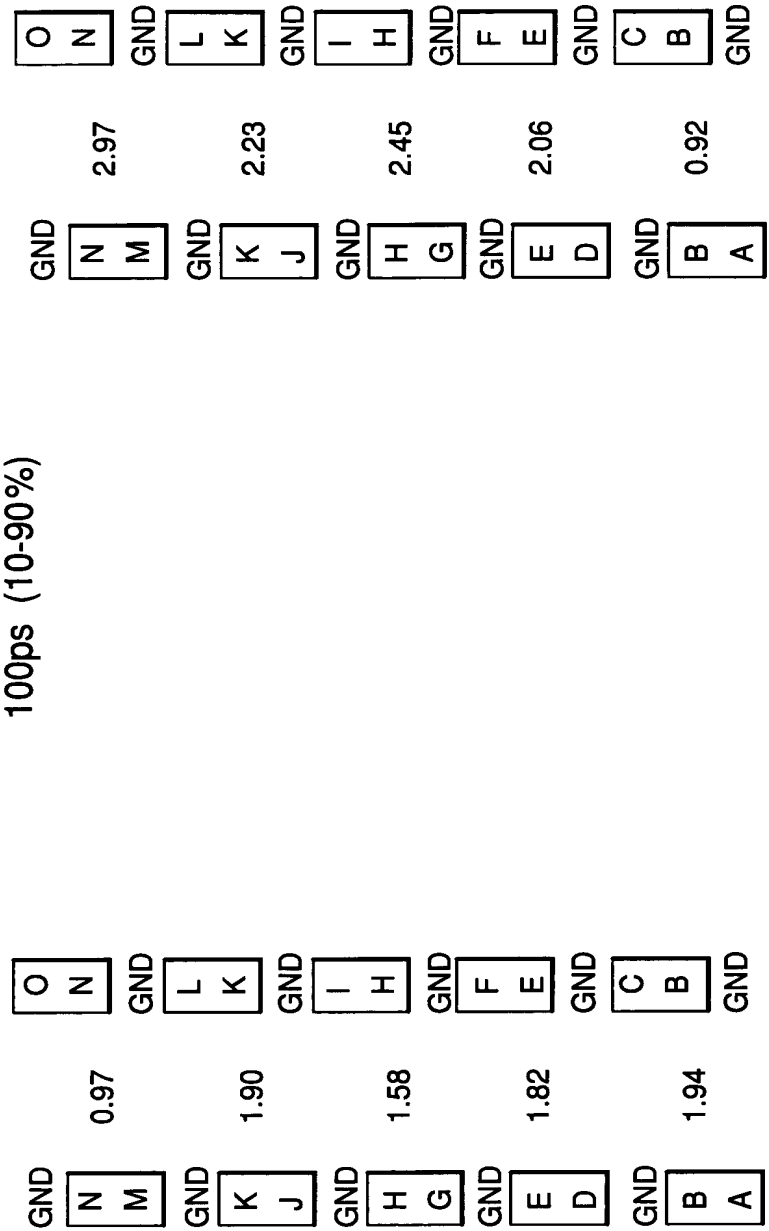 100ps (10-90%)
GND O GND O
N 0.97 N N 2.97 N
M GND M GND
GND L GND L
K 1.90 K K 2.23 K
J GND J GND
GND I GND I
H 1.58 H H 2.45 H
G GND G GND
GND F GND F
E 1.82 E E 2.06 E
D GND D GND
GND C GND C
B 1.94 B B 0.92 B
A GND A GND